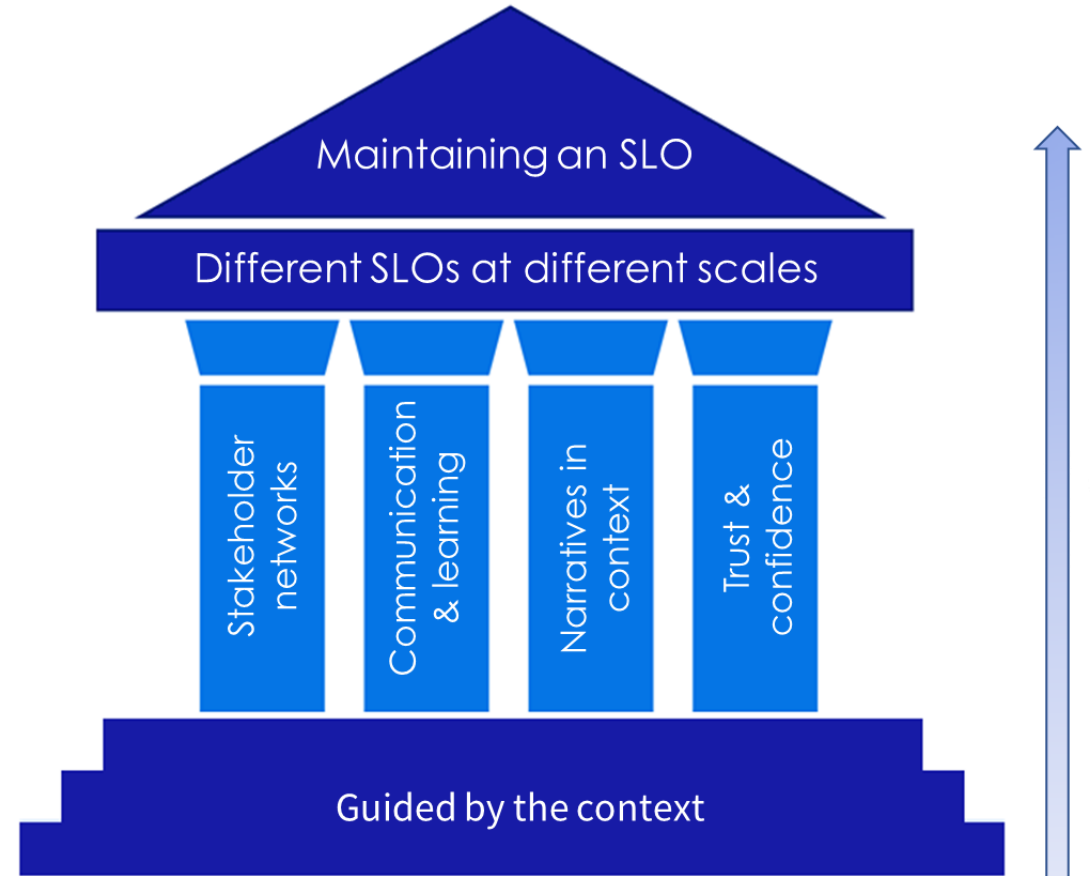 Maintaining an SLO
Different SLOs at different scales
Stakeholder
networks
Communication
& learning
Narratives in
context
Trust &
confidence
Guided by the context